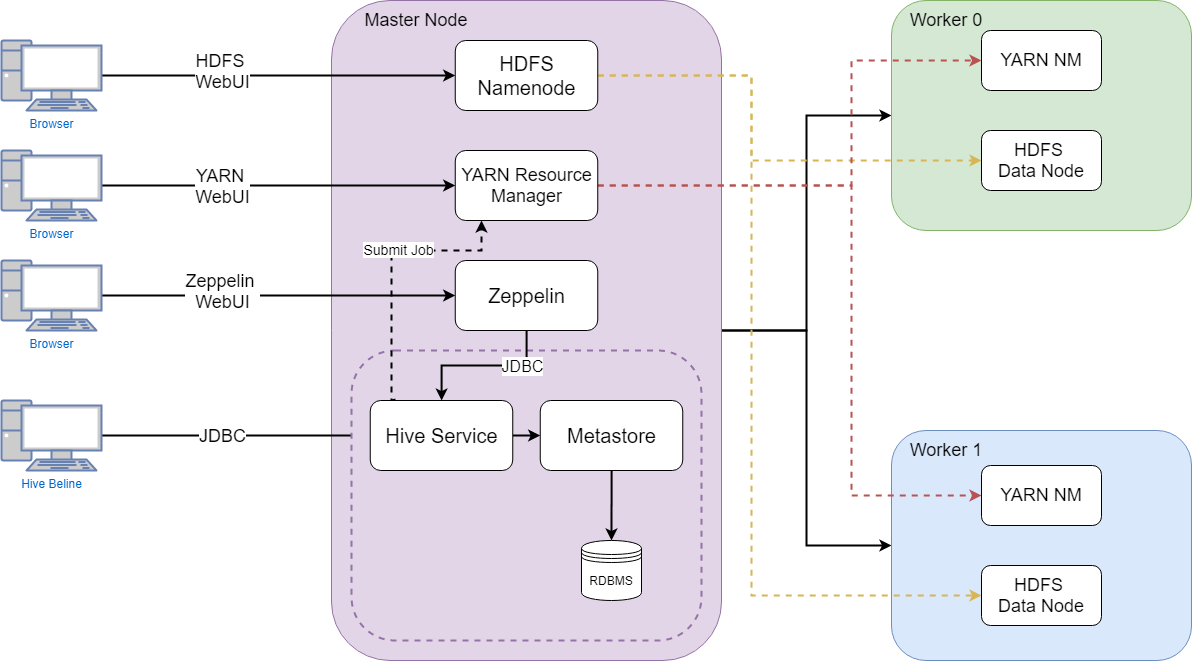 Master Node
Worker 0
HDFS
WebUI
HDFS
Namenode
YARN NM
Browser
HDFS
Data Node
YARN
WebUI
YARN Resource
Manager
Browser
Submit Job
Zeppelin
WebUI
Zeppelin
Browser
JDBC
JDBC
Hive Service
Metastore
Hive Beline
RDBMS
Worker 1
YARN NM
HDFS
Data Node